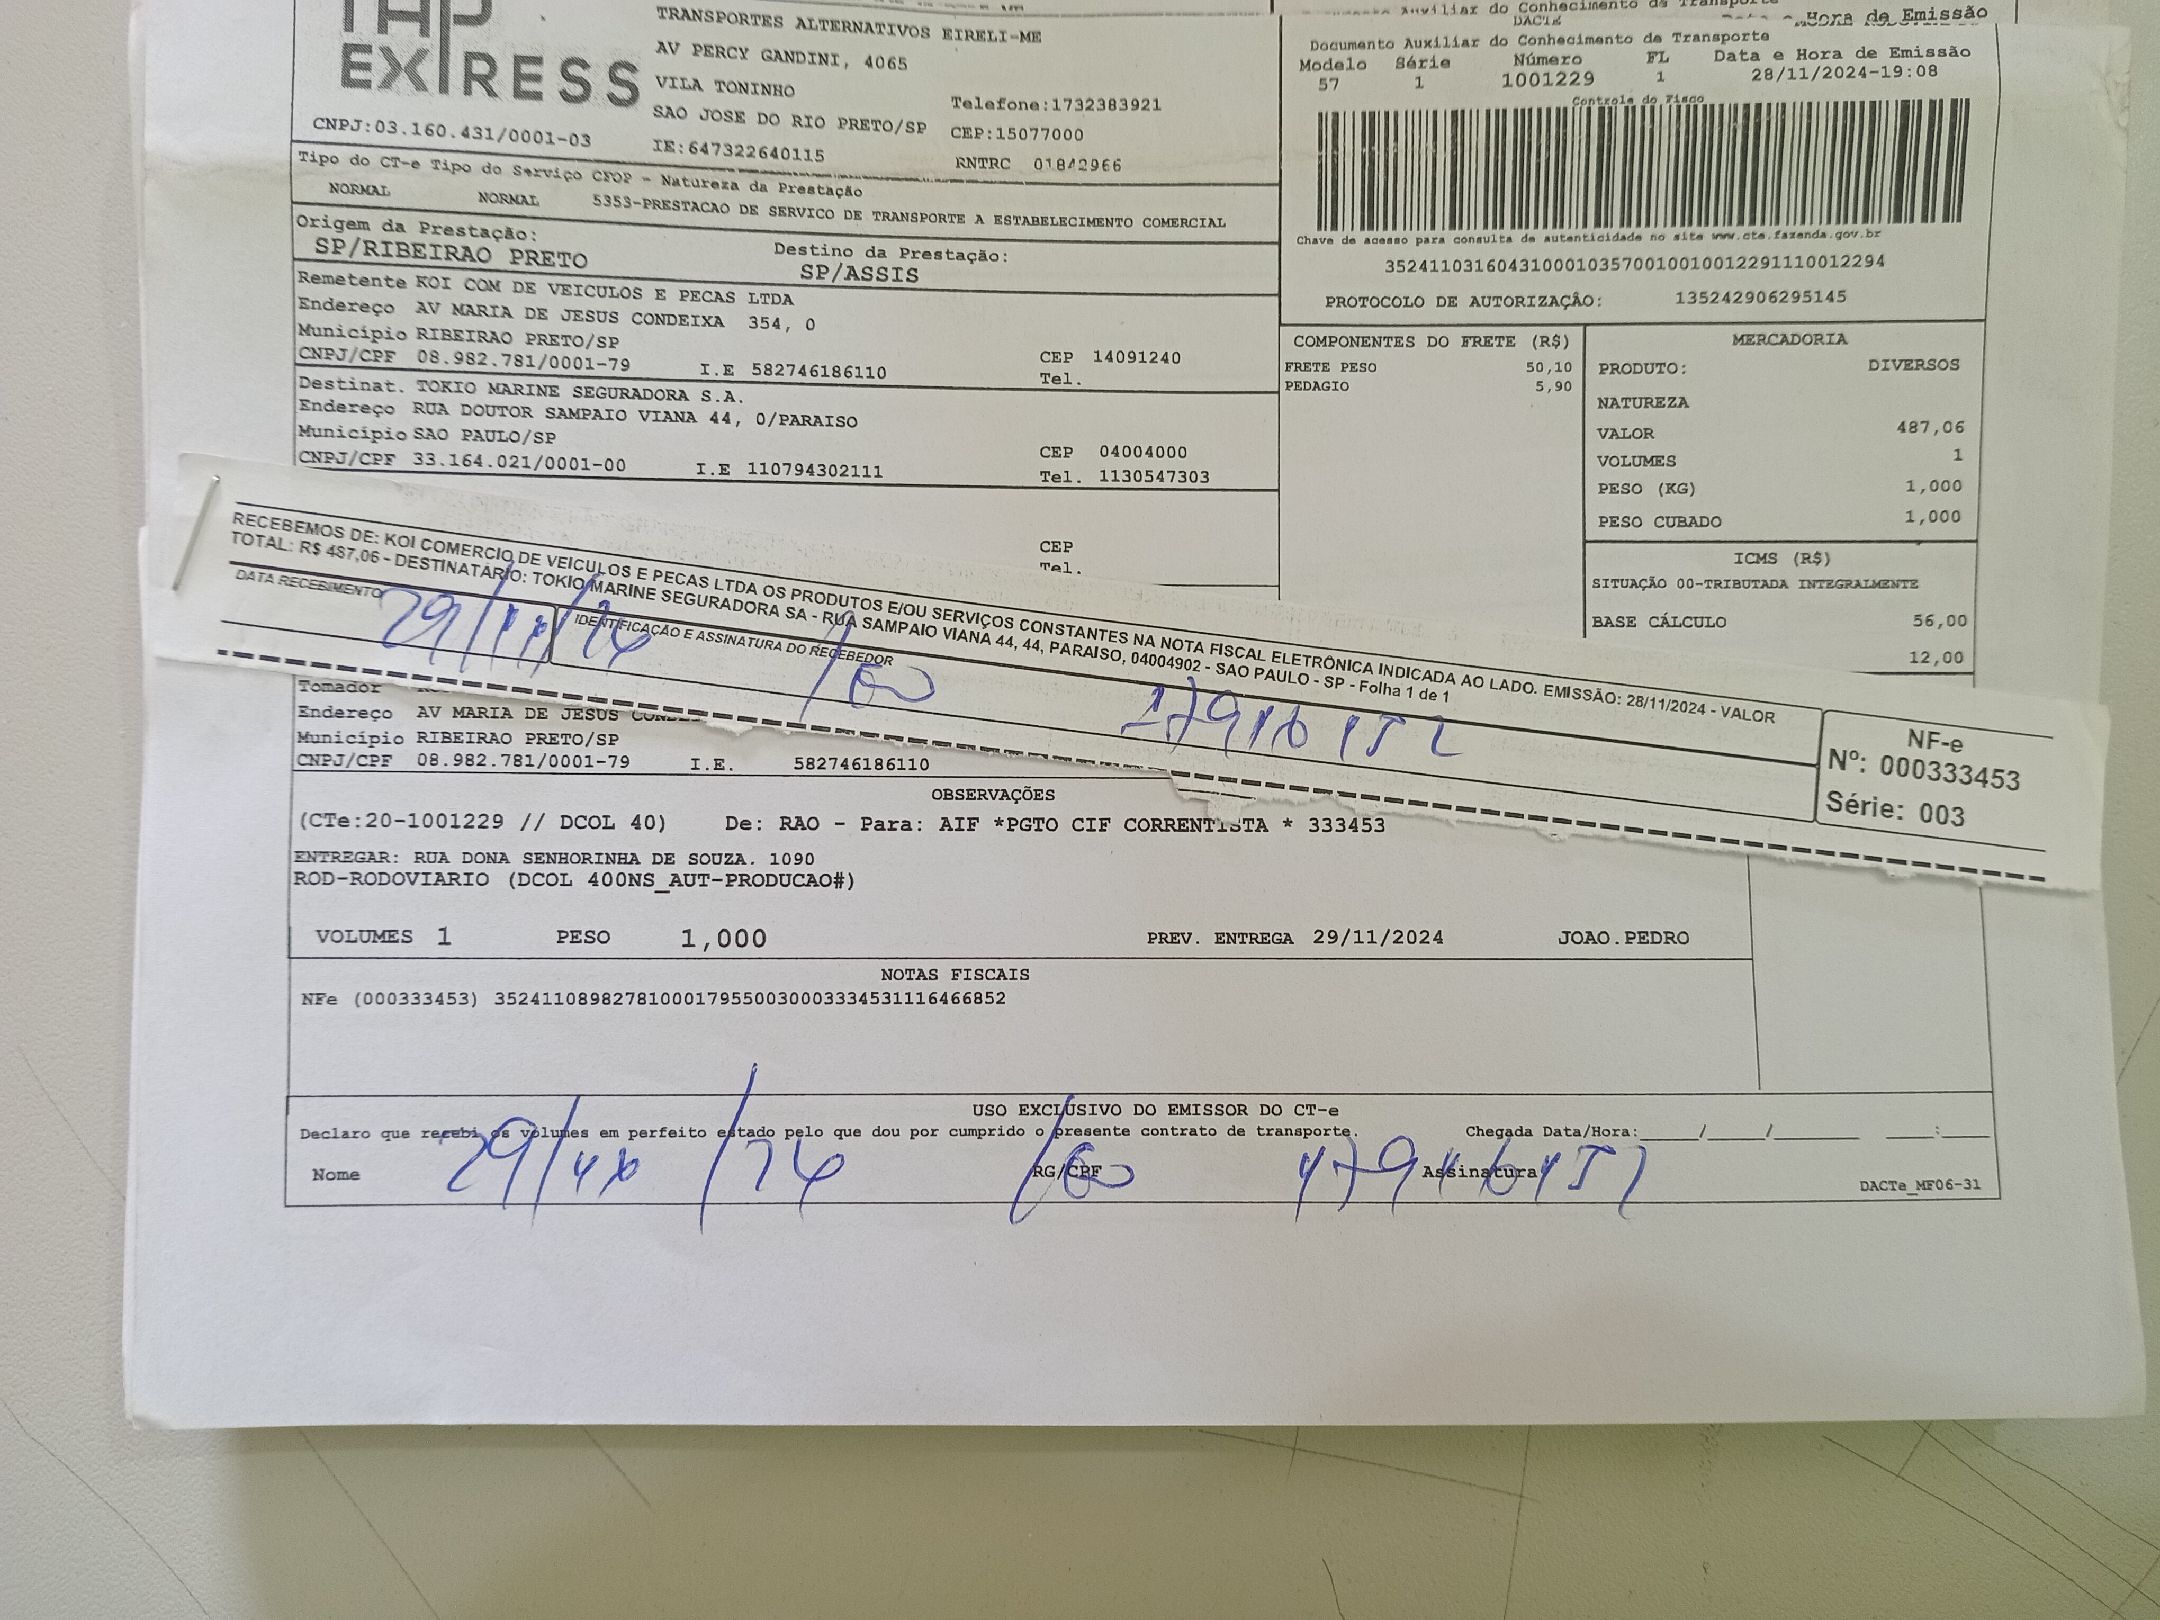 TAP
EXPRESS
CNPJ:03.160.431/0001-03
TRANSPORTES ALTERNATIVOS EIRELI-ME
AV PERCY GANDINI, 4065
VILA TONINHO
SAO JOSE DO RIO PRETO/SP
IE:647322640115
Telefone:1732383921
CEP:15077000
RNTRC 01842966
Auxiliar do Conhecimento de Transporte
Hora de Emissão
DACTE
Documento Auxiliar do Conhecimento de Transporte
Modelo Série Número FL Data e Hora de Emissão
57 1 1001229 1 28/11/2024-19:08
Controle do Fisco
Chave de acesso para consulta de autenticidade no site www.cte.fazenda.gov.br
35241103160431000103570010010012291110012294
PROTOCOLO DE AUTORIZAÇÃO: 135242906295145
Tipo do CT-e Tipo do Serviço CFOP - Natureza da Prestação
NORMAL NORMAL 5353-PRESTACAO DE SERVICO DE TRANSPORTE A ESTABELECIMENTO COMERCIAL
Origem da Prestação: Destino da Prestação:
SP/RIBEIRAO PRETO SP/ASSIS
Remetente KOI COM DE VEICULOS E PECAS LTDA
Endereço AV MARIA DE JESUS CONDEIXA 354, 0
Município RIBEIRAO PRETO/SP CEP 14091240
CNPJ/CPF 08.982.781/0001-79 I.E 582746186110 Tel.
Destinat. TOKIO MARINE SEGURADORA S.A.
Endereço RUA DOUTOR SAMPAIO VIANA 44, 0/PARAISO
Município SAO PAULO/SP CEP 04004000
CNPJ/CPF 33.164.021/0001-00 I.E 110794302111 Tel. 1130547303
CEP
Tel.
COMPONENTES DO FRETE (R$)
FRETE PESO 50,10
PEDAGIO 5,90
MERCADORIA
PRODUTO: DIVERSOS
NATUREZA
VALOR 487,06
VOLUMES 1
PESO (KG) 1,000
PESO CUBADO 1,000
ICMS (R$)
SITUAÇÃO 00-TRIBUTADA INTEGRALMENTE
BASE CÁLCULO 56,00
12,00
RECEBEMOS DE: KOI COMERCIO DE VEICULOS E PECAS LTDA OS PRODUTOS E/OU SERVIÇOS CONSTANTES NA NOTA FISCAL ELETRÔNICA INDICADA AO LADO. EMISSÃO: 28/11/2024 - VALOR
TOTAL: R$ 487,06 - DESTINATÁRIO: TOKIO MARINE SEGURADORA SA - RUA SAMPAIO VIANA 44, 44, PARAISO, 04004902 - SAO PAULO - SP - Folha 1 de 1
DATA RECEBIMENTO IDENTIFICAÇÃO E ASSINATURA DO RECEBEDOR
NF-e
Nº: 000333453
Série: 003
Tomador
Endereço AV MARIA DE JESUS
Município RIBEIRAO PRETO/SP
CNPJ/CPF 08.982.781/0001-79 I.E. 582746186110
OBSERVAÇÕES
(CTe:20-1001229 // DCOL 40) De: RAO - Para: AIF *PGTO CIF CORRENTISTA * 333453
ENTREGAR: RUA DONA SENHORINHA DE SOUZA. 1090
ROD-RODOVIARIO (DCOL 400NS_AUT-PRODUCAO#)
VOLUMES 1 PESO 1,000 PREV. ENTREGA 29/11/2024 JOAO.PEDRO
NOTAS FISCAIS
NFe (000333453) 35241108982781000179550030003334531116466852
USO EXCLUSIVO DO EMISSOR DO CT-e
Declaro que recebi os volumes em perfeito estado pelo que dou por cumprido o presente contrato de transporte. Chegada Data/Hora:_____/_____/_____ ___:___
Nome RG/CPF Assinatura
DACTe_MF06-31